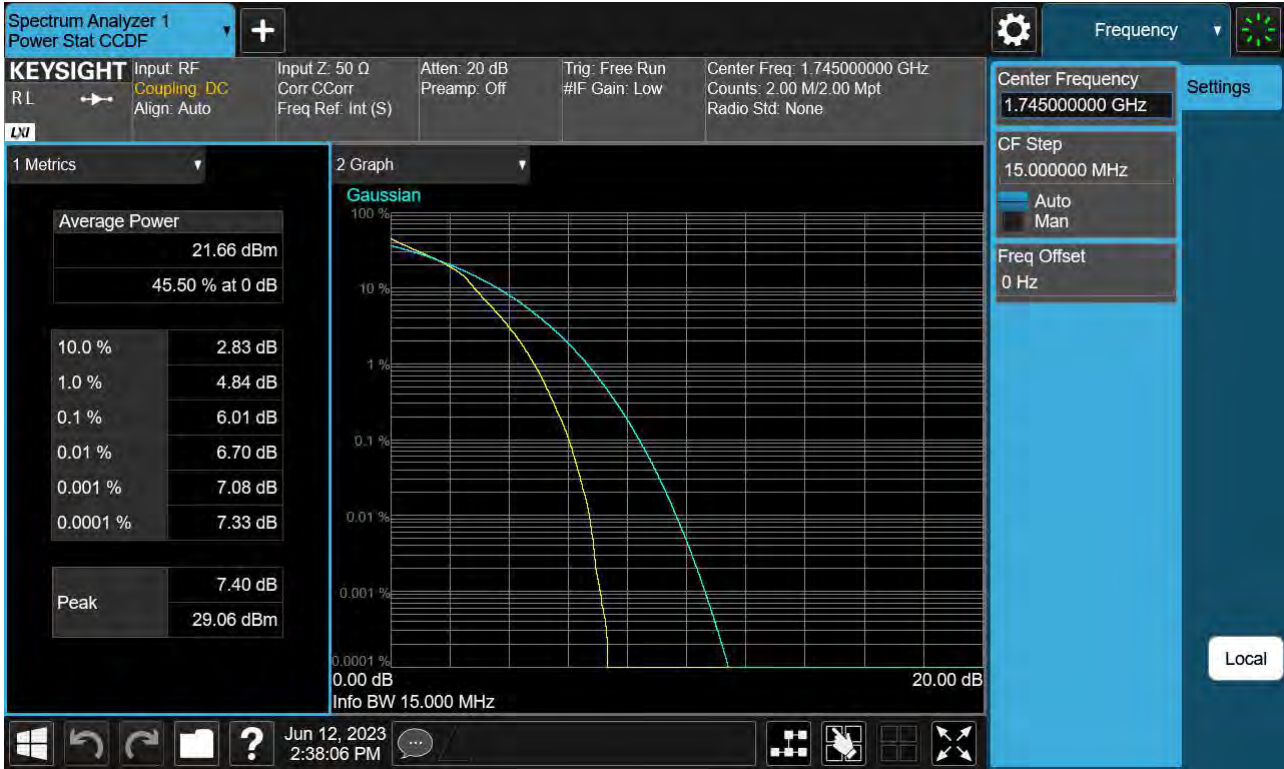 Spectrum Analyzer 1
Power Stat CCDF
Frequency
KEYSIGHT
RL
LXI
Input: RF
Coupling: DC
Align: Auto
Input Z: 50 Ω
Corr CCorr
Freq Ref: Int (S)
Atten: 20 dB
Preamp: Off
Trig: Free Run
#IF Gain: Low
Center Freq: 1.745000000 GHz
Counts: 2.00 M/2.00 Mpt
Radio Std: None
Center Frequency
1.745000000 GHz
Settings
CF Step
15.000000 MHz
Auto
Man
Freq Offset
0 Hz
1 Metrics
Average Power
21.66 dBm
45.50 % at 0 dB
10.0 % 2.83 dB
1.0 % 4.84 dB
0.1 % 6.01 dB
0.01 % 6.70 dB
0.001 % 7.08 dB
0.0001 % 7.33 dB
Peak
7.40 dB
29.06 dBm
2 Graph
Gaussian
100 %
10 %
1 %
0.1 %
0.01 %
0.001 %
0.0001 %
0.00 dB 20.00 dB
Info BW 15.000 MHz
Local
?
Jun 12, 2023
2:38:06 PM